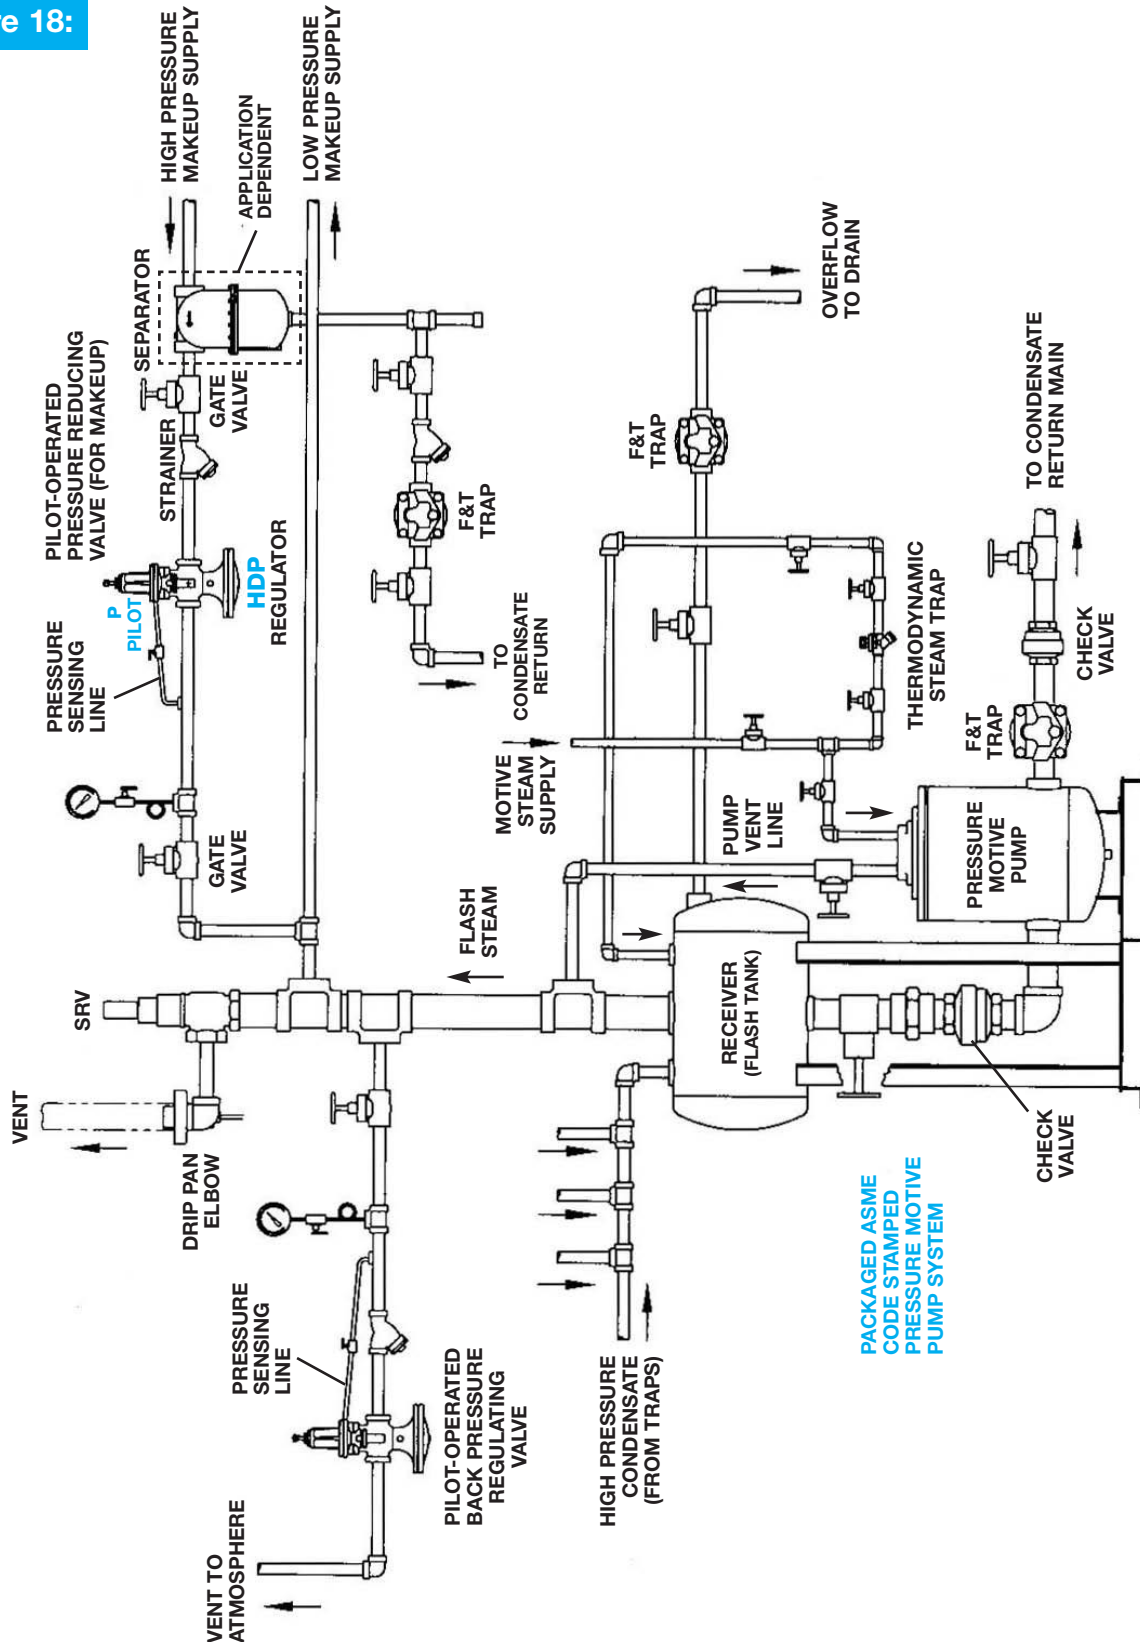 re 18:
HIGH PRESSURE
MAKEUP SUPPLY
LOW PRESSURE
MAKEUP SUPPLY
APPLICATION
DEPENDENT
SEPARATOR
PILOT-OPERATED
PRESSURE REDUCING
VALVE (FOR MAKEUP)
GATE
VALVE
STRAINER
P
PILOT
HDP
REGULATOR
PRESSURE
SENSING
LINE
GATE
VALVE
F&T
TRAP
TO
CONDENSATE
RETURN
OVERFLOW
TO DRAIN
F&T
TRAP
TO CONDENSATE
RETURN MAIN
THERMODYNAMIC
STEAM TRAP
CHECK
VALVE
F&T
TRAP
MOTIVE
STEAM
SUPPLY
PUMP
VENT
LINE
PRESSURE
MOTIVE
PUMP
FLASH
STEAM
SRV
VENT
DRIP PAN
ELBOW
RECEIVER
(FLASH TANK)
CHECK
VALVE
PRESSURE
SENSING
LINE
PILOT-OPERATED
BACK PRESSURE
REGULATING
VALVE
HIGH PRESSURE
CONDENSATE
(FROM TRAPS)
PACKAGED ASME
CODE STAMPED
PRESSURE MOTIVE
PUMP SYSTEM
VENT TO
ATMOSPHERE